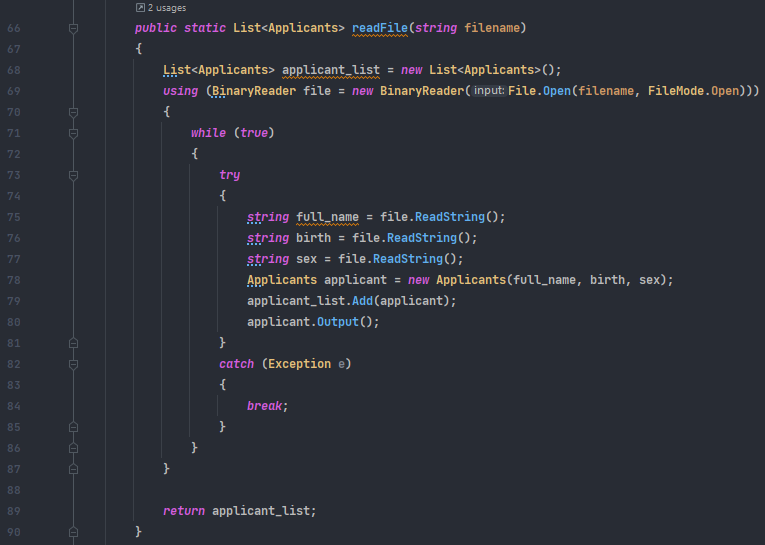 2 usages
66 public static List<Applicants> readFile(string filename)
67 {
68 List<Applicants> applicant_list = new List<Applicants>();
69 using (BinaryReader file = new BinaryReader( input: File.Open(filename, FileMode.Open)))
70 {
71 while (true)
72 {
73 try
74 {
75 string full_name = file.ReadString();
76 string birth = file.ReadString();
77 string sex = file.ReadString();
78 Applicants applicant = new Applicants(full_name, birth, sex);
79 applicant_list.Add(applicant);
80 applicant.Output();
81 }
82 catch (Exception e)
83 {
84 break;
85 }
86 }
87 }
88
89 return applicant_list;
90 }